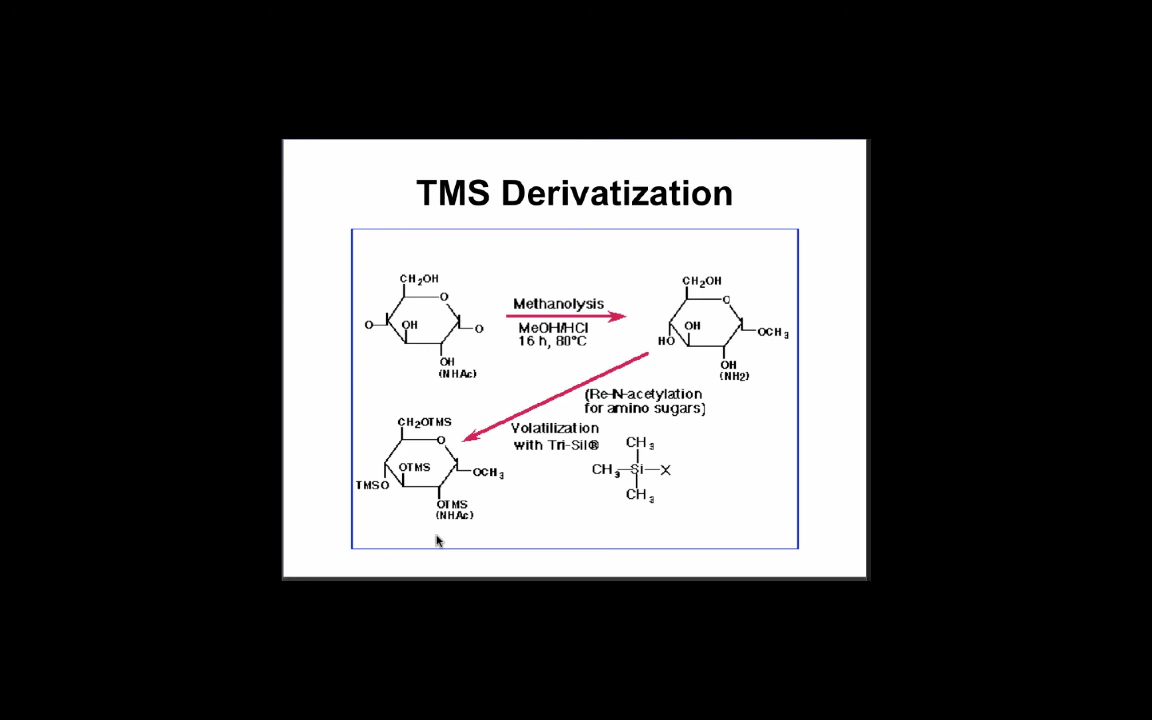 TMS Derivatization
CH2OH
O
O
OH
O
OH
(NHAc)
Methanolysis
MeOH/HCl
16 h, 80°C
CH2OH
O
OH
HO
OCH3
OH
(NH2)
(Re-N-acetylation
for amino sugars)
Volatilization
with Tri-Sil®
CH2OTMS
O
OTMS
OCH3
TMSO
OTMS
(NHAc)
CH3
CH3-Si-X
CH3